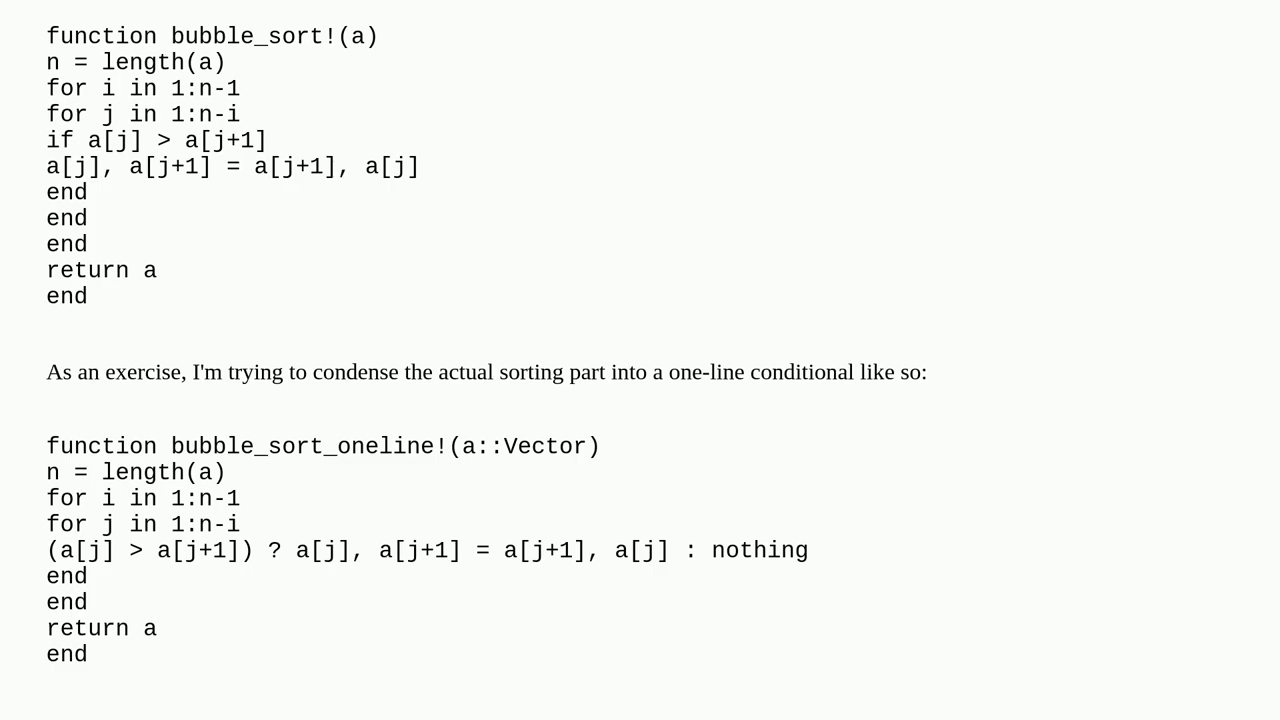 function bubble_sort!(a)
n = length(a)
for i in 1:n-1
for j in 1:n-i
if a[j] > a[j+1]
a[j], a[j+1] = a[j+1], a[j]
end
end
end
return a
end
As an exercise, I'm trying to condense the actual sorting part into a one-line conditional like so:
function bubble_sort_oneline!(a::Vector)
n = length(a)
for i in 1:n-1
for j in 1:n-i
(a[j] > a[j+1]) ? a[j], a[j+1] = a[j+1], a[j] : nothing
end
end
return a
end